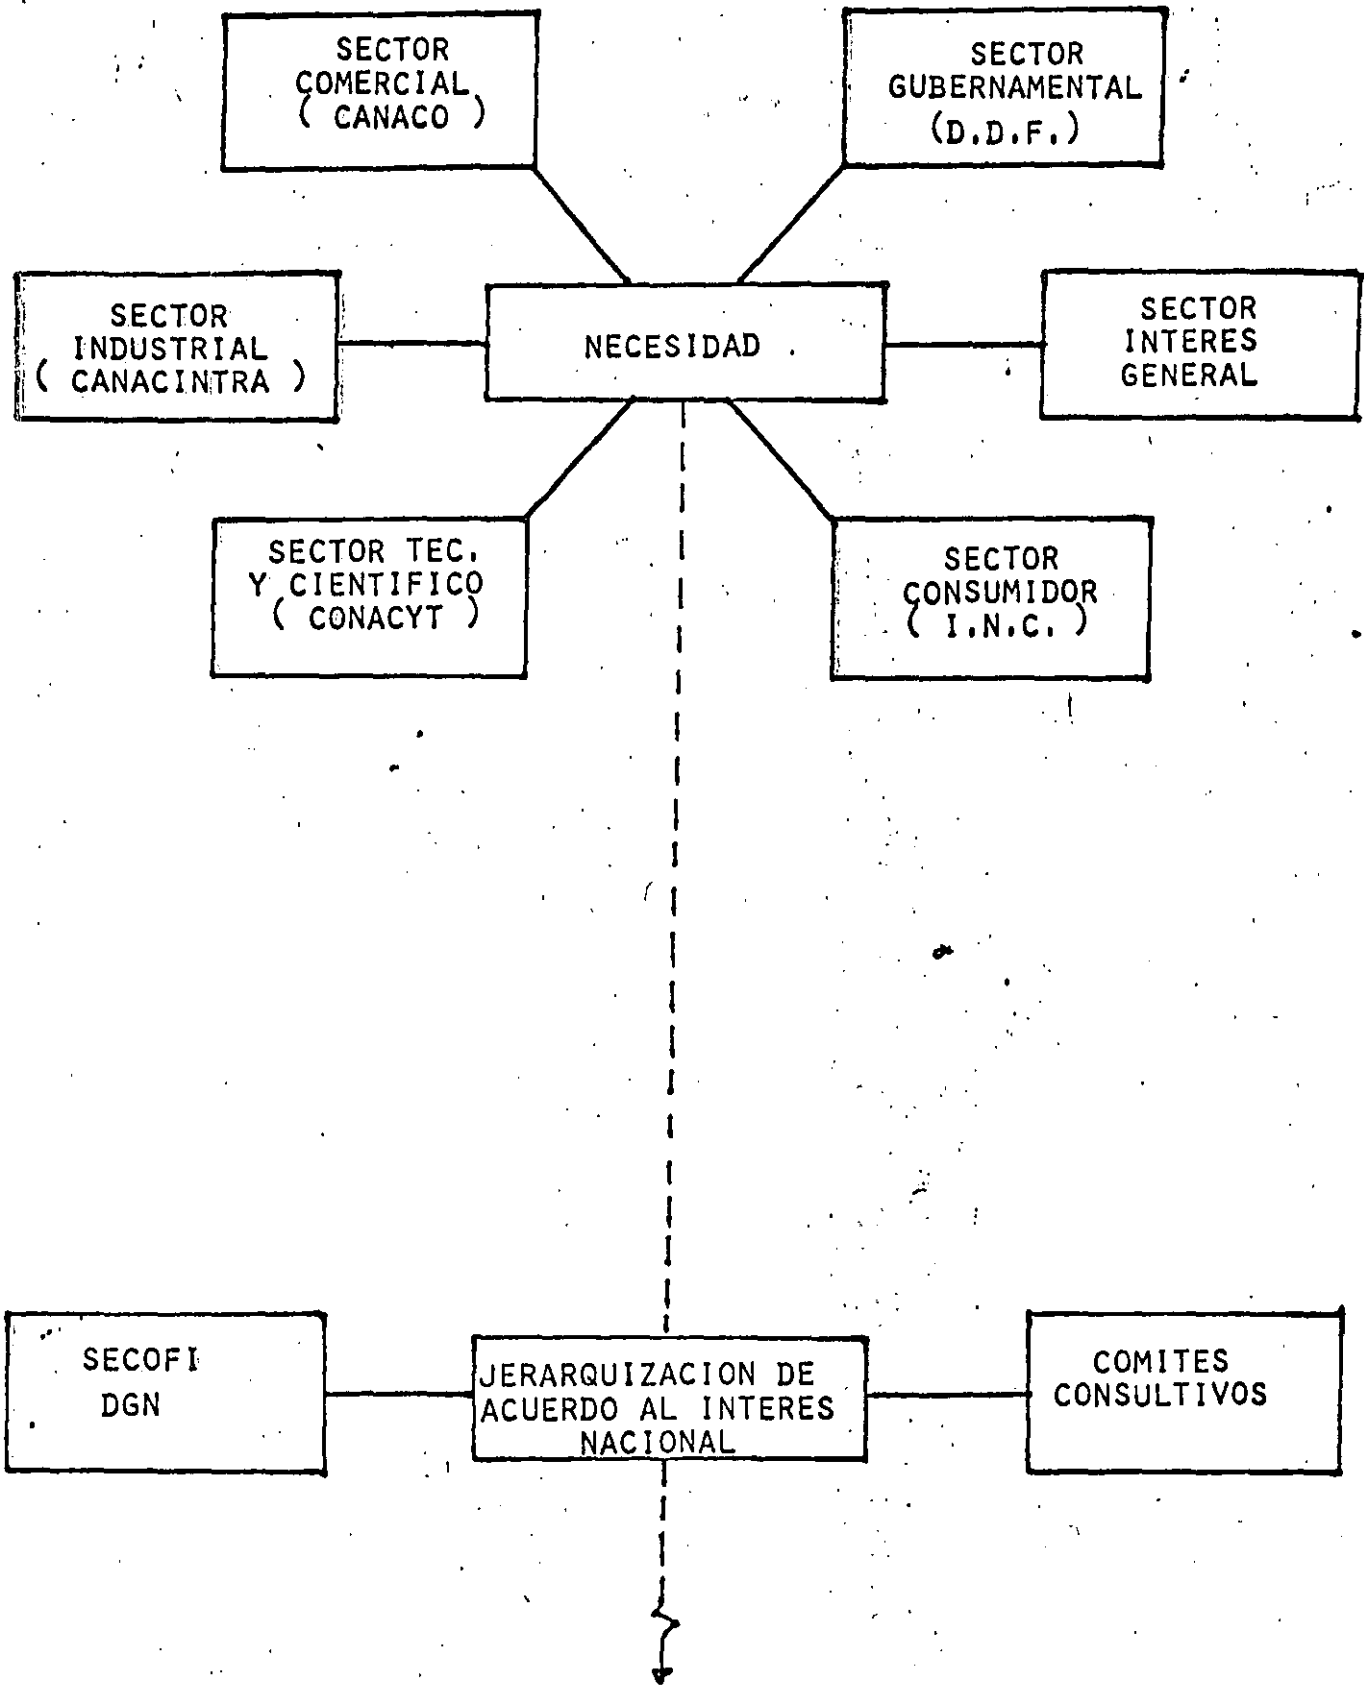 SECTOR
COMERCIAL
( CANACO )
SECTOR
GUBERNAMENTAL
(D.D.F.)
SECTOR
INDUSTRIAL
( CANACINTRA )
NECESIDAD .
SECTOR
INTERES
GENERAL
SECTOR TEC.
Y CIENTIFICO
( CONACYT )
SECTOR
CONSUMIDOR
( I.N.C. )
SECOFI
DGN
JERARQUIZACION DE
ACUERDO AL INTERES
NACIONAL
COMITES
CONSULTIVOS